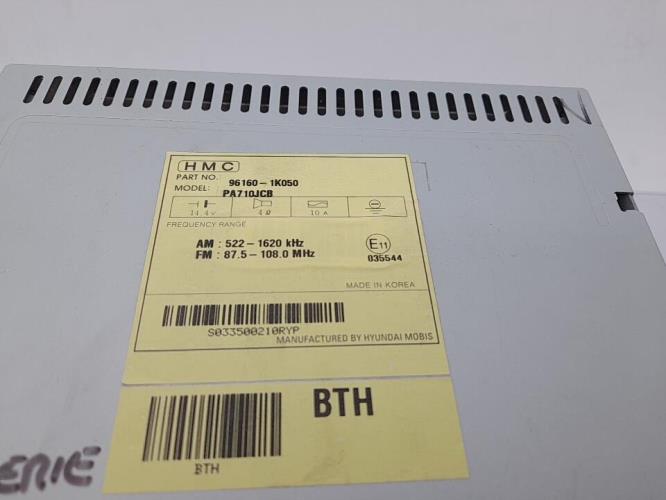 HMC
PART NO. 96160-1K050
MODEL: PA710JCB
14.4V 4Ω 10A
FREQUENCY RANGE
AM : 522-1620 kHz
FM : 87.5-108.0 MHz
E11
035544
MADE IN KOREA
S033500210RYP
MANUFACTURED BY HYUNDAI MOBIS
BTH
BTH
ERIE